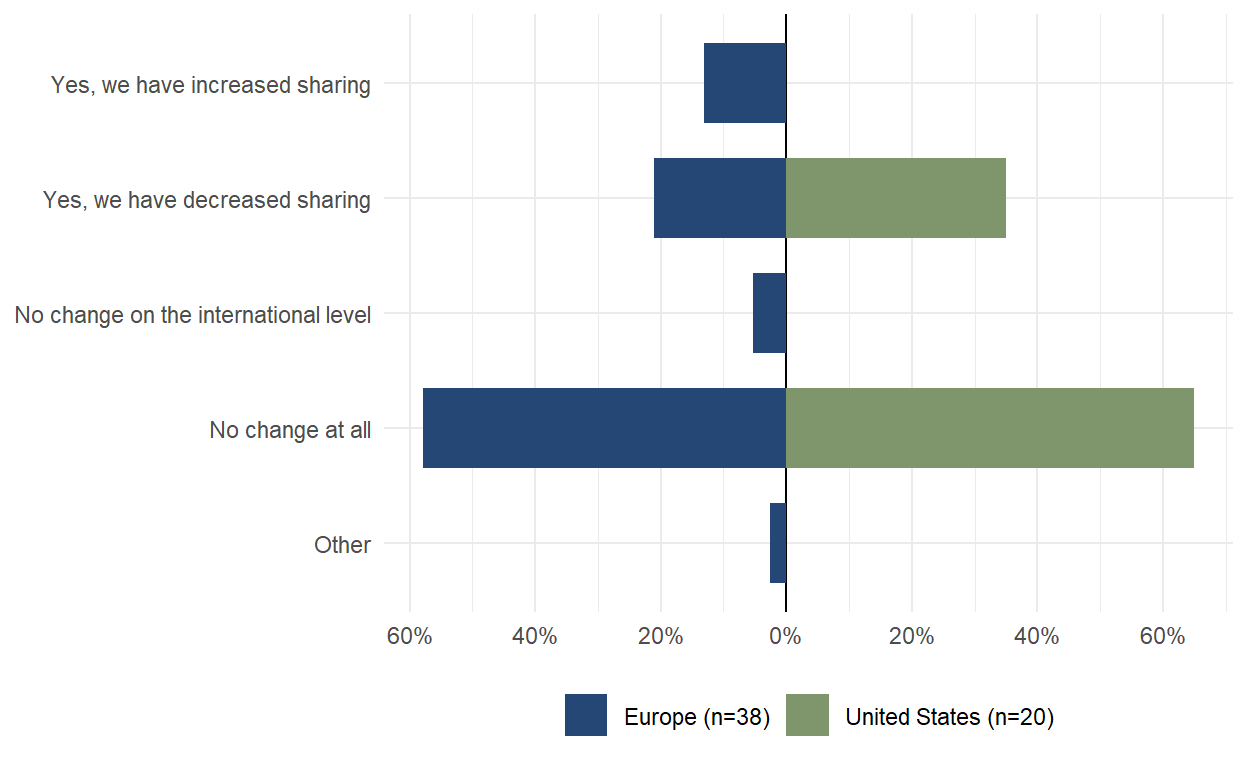 Yes, we have increased sharing
Yes, we have decreased sharing
No change on the international level
No change at all
Other
60% 40% 20% 0% 20% 40% 60%
Europe (n=38) United States (n=20)